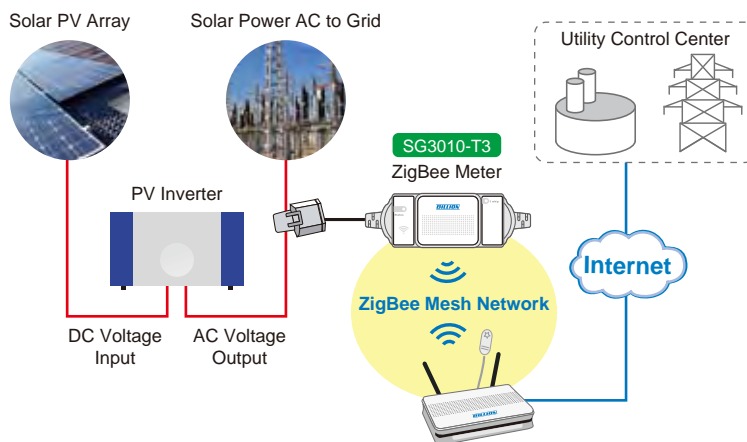 Solar PV Array
Solar Power AC to Grid
Utility Control Center
SG3010-T3
ZigBee Meter
PV Inverter
BILLION
Internet
ZigBee Mesh Network
DC Voltage
Input
AC Voltage
Output
BILLION